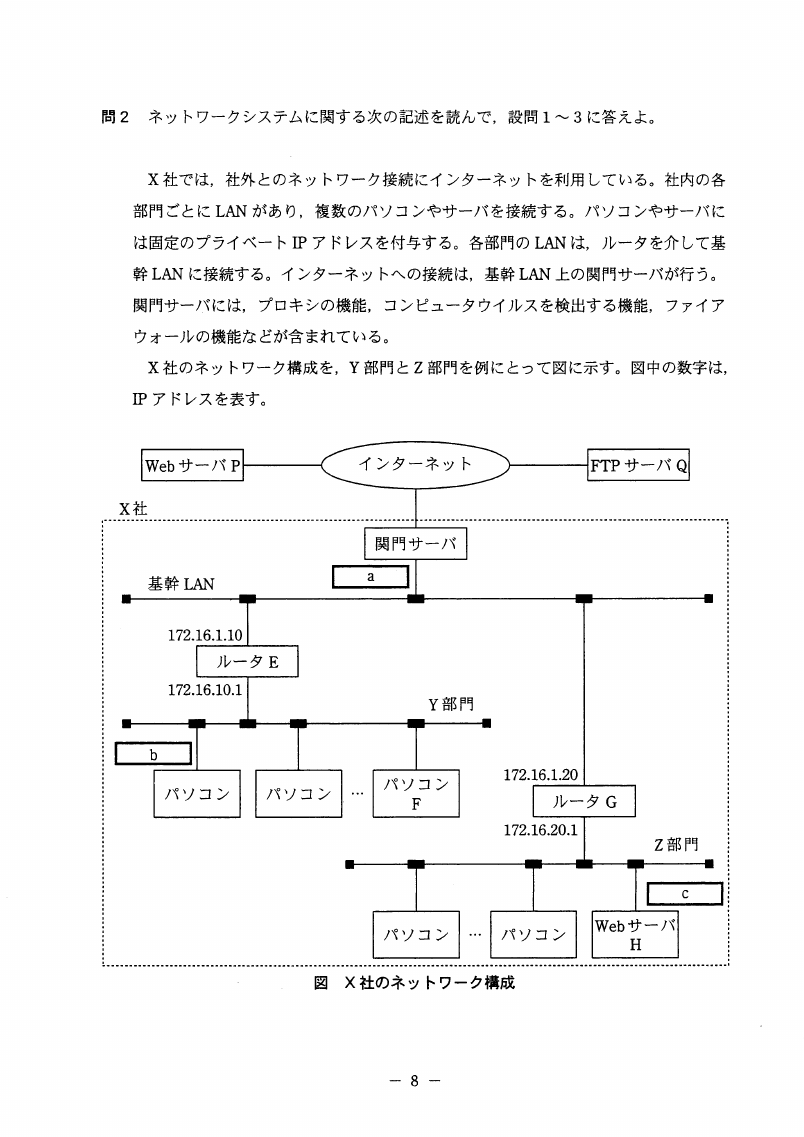 問2 ネットワークシステムに関する次の記述を読んで，設問1～3に答えよ。
X社では，社外とのネットワーク接続にインターネットを利用している。社内の各
部門ごとにLANがあり，複数のパソコンやサーバを接続する。パソコンやサーバに
は固定のプライベートIPアドレスを付与する。各部門のLANは，ルータを介して基
幹LANに接続する。インターネットへの接続は，基幹LAN上の関門サーバが行う。
関門サーバには，プロキシの機能，コンピュータウイルスを検出する機能，ファイア
ウォールの機能などが含まれている。
X社のネットワーク構成を，Y部門とZ部門を例にとって図に示す。図中の数字は，
IPアドレスを表す。
WebサーバP
インターネット
FTPサーバQ
X社
関門サーバ
a
基幹LAN
172.16.1.10
ルータE
172.16.10.1
Y部門
b
パソコン
パソコン
…
パソコン
F
172.16.1.20
ルータG
172.16.20.1
Z部門
c
パソコン
…
パソコン
Webサーバ
H
図 X社のネットワーク構成
－ 8 －